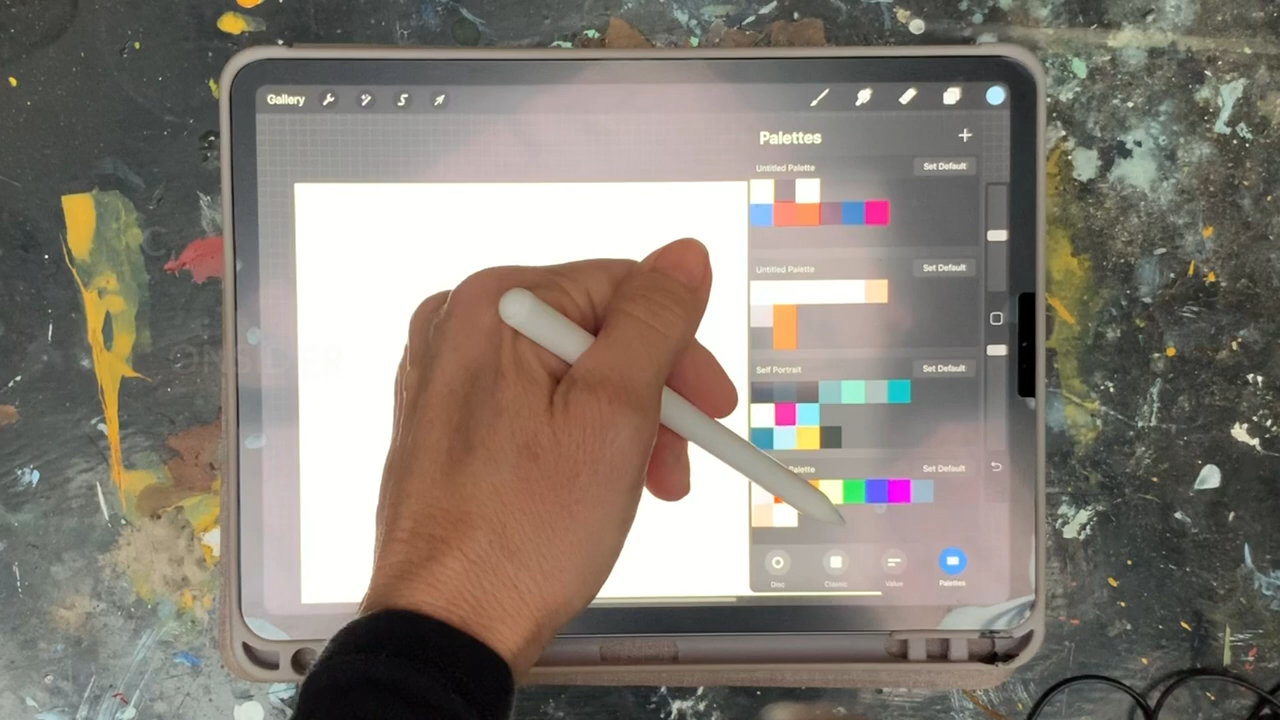 Gallery
Palettes
Untitled Palette
Set Default
Untitled Palette
Set Default
Self Portrait
Set Default
Palette
Set Default
Disc
Classic
Value
Palettes